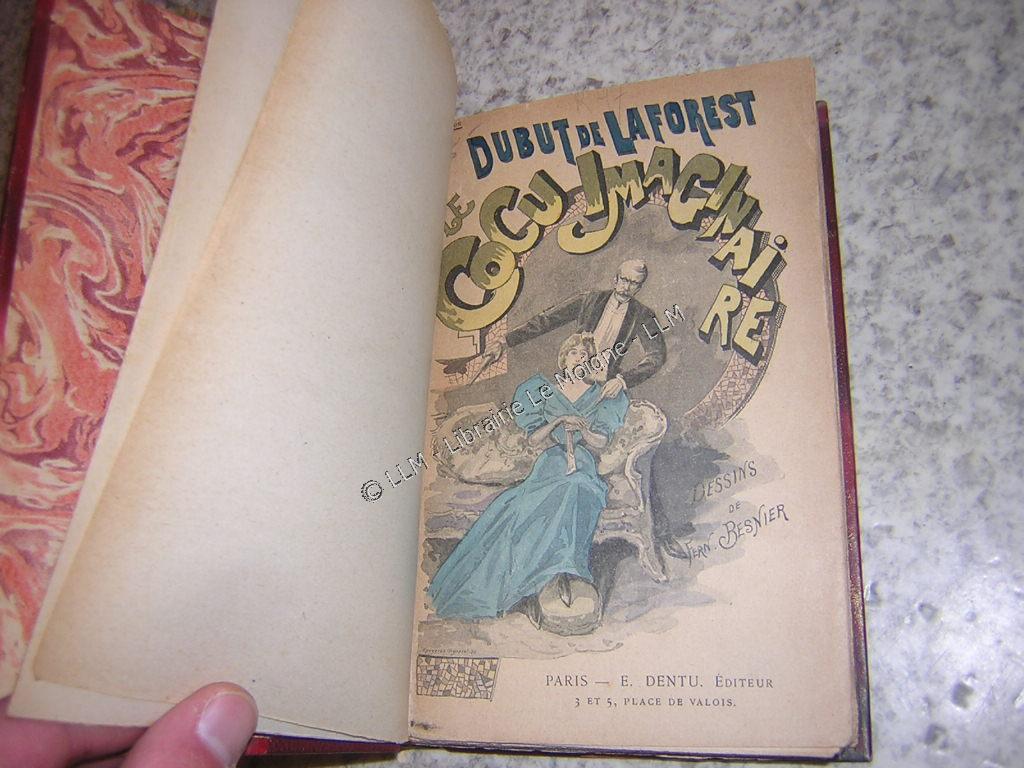 DUBUT DE LAFOREST
LE
COCU IMAGINAIRE
DESSINS
DE
FERN. BESNIER
PARIS — E. DENTU. ÉDITEUR
3 ET 5, PLACE DE VALOIS.
© LLM - Librairie Le Moigne - LLM